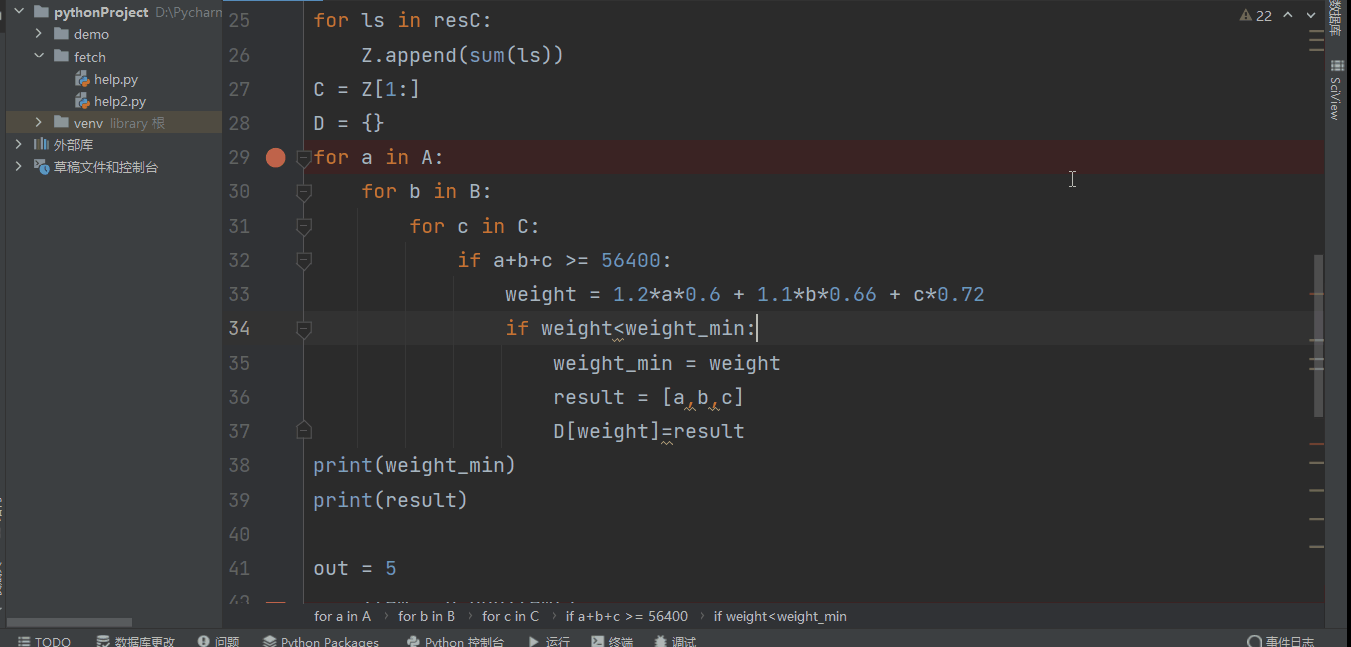 pythonProject D:\Pycharm
demo
fetch
help.py
help2.py
venv library 根
外部库
草稿文件和控制台
25 for ls in resC:
26 Z.append(sum(ls))
27 C = Z[1:]
28 D = {}
29 for a in A:
30 for b in B:
31 for c in C:
32 if a+b+c >= 56400:
33 weight = 1.2*a*0.6 + 1.1*b*0.66 + c*0.72
34 if weight<weight_min:
35 weight_min = weight
36 result = [a,b,c]
37 D[weight]=result
38 print(weight_min)
39 print(result)
40
41 out = 5
22
数据库
SciView
for a in A › for b in B › for c in C › if a+b+c >= 56400 › if weight<weight_min
TODO 数据库更改 问题 Python Packages Python 控制台 运行 终端 调试 事件日志